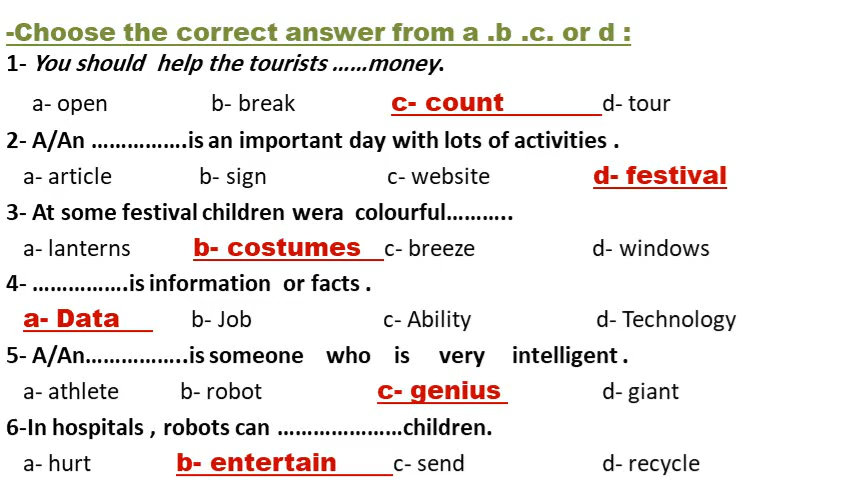 -Choose the correct answer from a .b .c. or d :
1- You should help the tourists ……money.
a- open b- break c- count d- tour
2- A/An …………….is an important day with lots of activities .
a- article b- sign c- website d- festival
3- At some festival children wera colourful………..
a- lanterns b- costumes c- breeze d- windows
4- …………….is information or facts .
a- Data b- Job c- Ability d- Technology
5- A/An……………..is someone who is very intelligent .
a- athlete b- robot c- genius d- giant
6-In hospitals , robots can …………………children.
a- hurt b- entertain c- send d- recycle